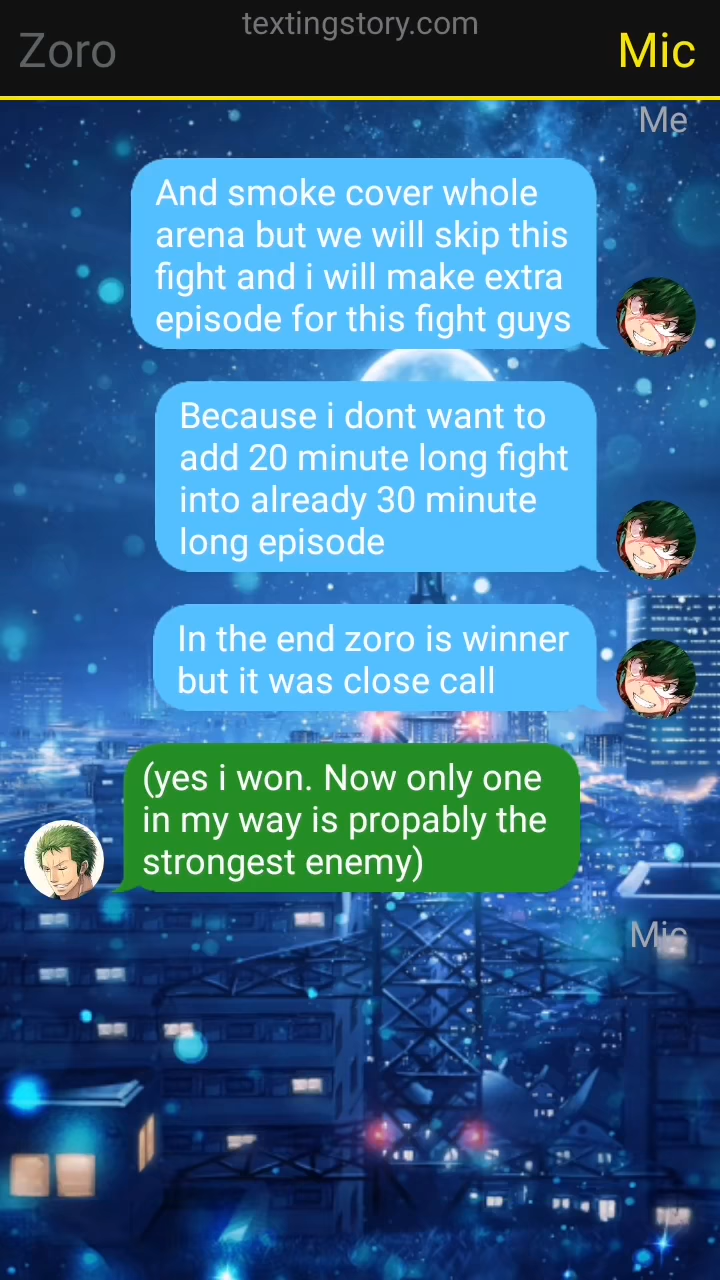 textingstory.com
Zoro
Mic
Me
And smoke cover whole
arena but we will skip this
fight and i will make extra
episode for this fight guys
Because i dont want to
add 20 minute long fight
into already 30 minute
long episode
In the end zoro is winner
but it was close call
(yes i won. Now only one
in my way is propably the
strongest enemy)
Mic